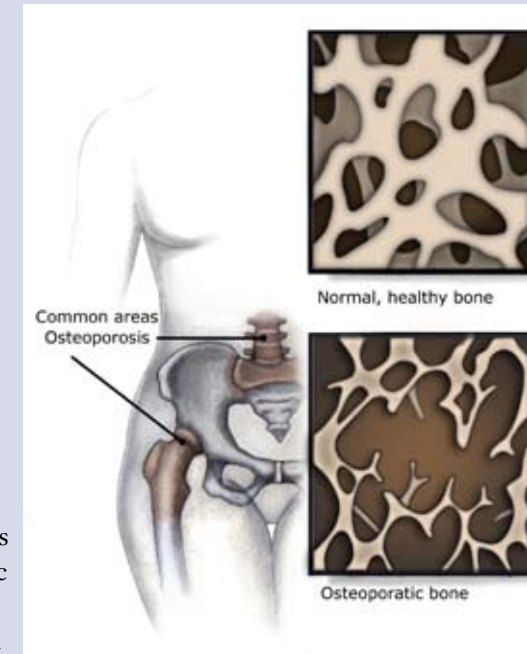 Normal, healthy bone
Common areas
Osteoporosis
Osteoporatic bone
s
c